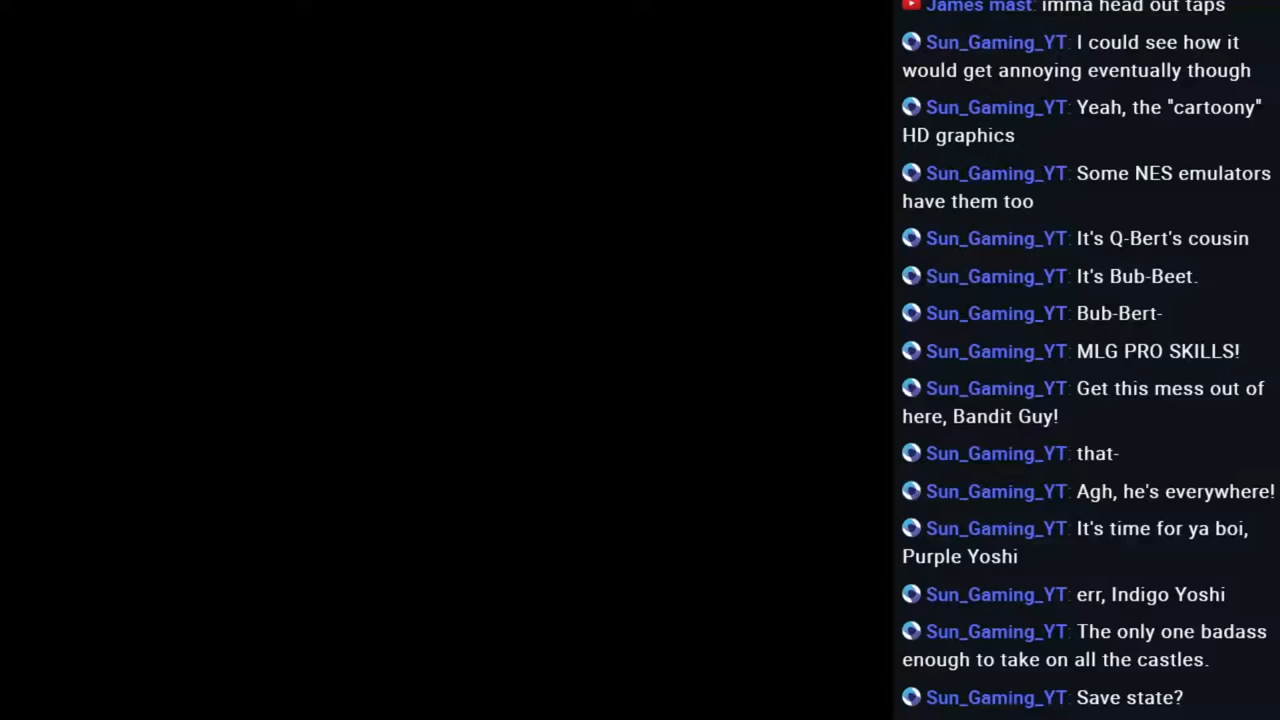 James mast: imma head out taps
Sun_Gaming_YT: I could see how it
would get annoying eventually though
Sun_Gaming_YT: Yeah, the "cartoony"
HD graphics
Sun_Gaming_YT: Some NES emulators
have them too
Sun_Gaming_YT: It's Q-Bert's cousin
Sun_Gaming_YT: It's Bub-Beet.
Sun_Gaming_YT: Bub-Bert-
Sun_Gaming_YT: MLG PRO SKILLS!
Sun_Gaming_YT: Get this mess out of
here, Bandit Guy!
Sun_Gaming_YT: that-
Sun_Gaming_YT: Agh, he's everywhere!
Sun_Gaming_YT: It's time for ya boi,
Purple Yoshi
Sun_Gaming_YT: err, Indigo Yoshi
Sun_Gaming_YT: The only one badass
enough to take on all the castles.
Sun_Gaming_YT: Save state?